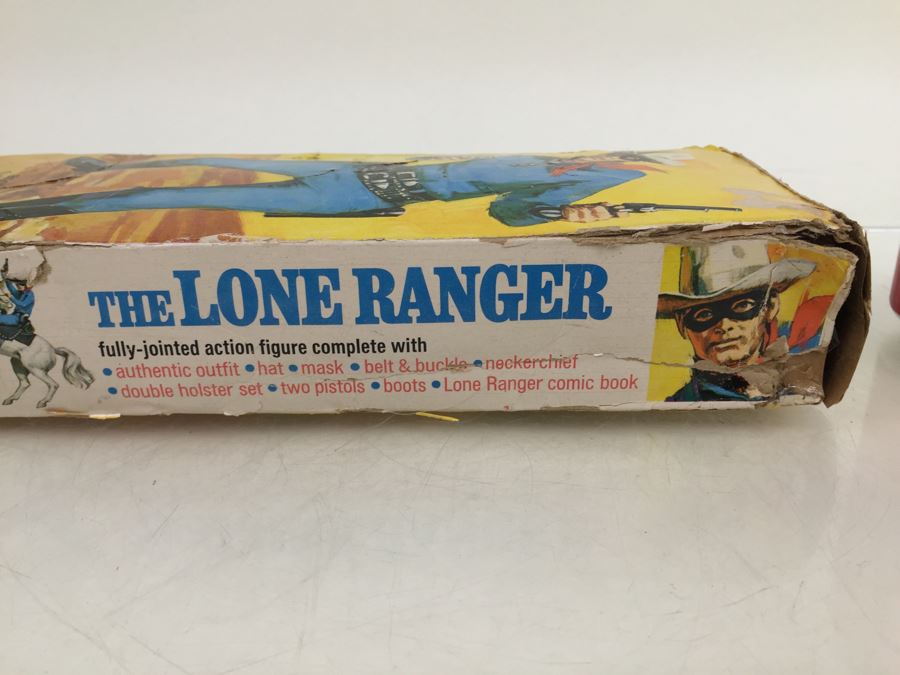 THE LONE RANGER
fully-jointed action figure complete with
• authentic outfit • hat • mask • belt & buckle • neckerchief
• double holster set • two pistols • boots • Lone Ranger comic book